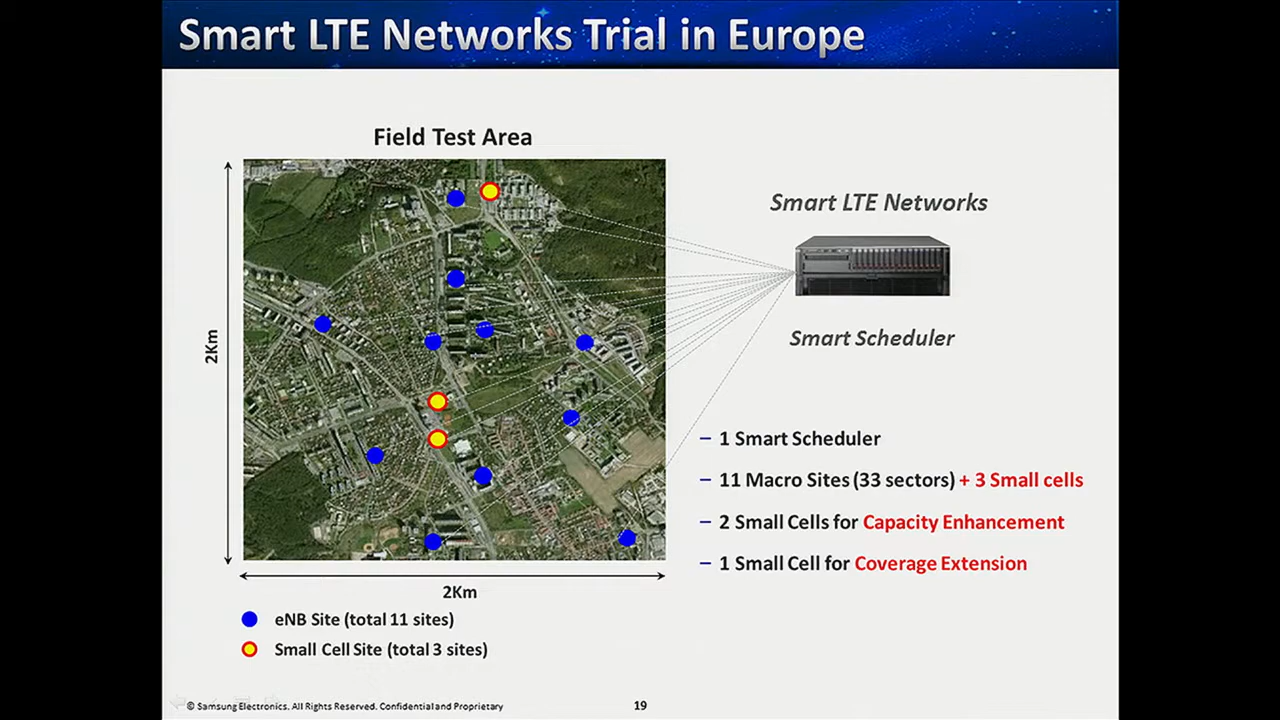 Smart LTE Networks Trial in Europe
Field Test Area
Smart LTE Networks
Smart Scheduler
2Km
2Km
– 1 Smart Scheduler
– 11 Macro Sites (33 sectors) + 3 Small cells
– 2 Small Cells for Capacity Enhancement
– 1 Small Cell for Coverage Extension
eNB Site (total 11 sites)
Small Cell Site (total 3 sites)
© Samsung Electronics. All Rights Reserved. Confidential and Proprietary
19